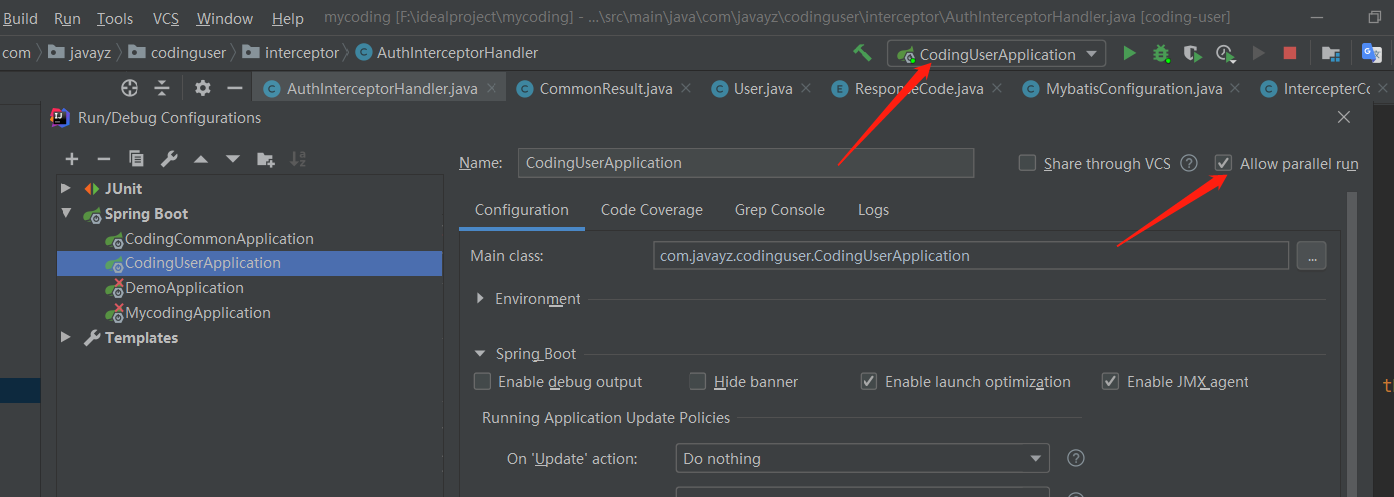 Build Run Tools VCS Window Help mycoding [F:\idealproject\mycoding] - ...\src\main\java\com\javayz\codinguser\interceptor\AuthInterceptorHandler.java [coding-user]
com javayz codinguser interceptor AuthInterceptorHandler CodingUserApplication
AuthInterceptorHandler.java CommonResult.java User.java ResponseCode.java MybatisConfiguration.java IntercepterCo
Run/Debug Configurations
Name: CodingUserApplication Share through VCS Allow parallel run
JUnit
Spring Boot
CodingCommonApplication
CodingUserApplication
DemoApplication
MycodingApplication
Templates
Configuration Code Coverage Grep Console Logs
Main class: com.javayz.codinguser.CodingUserApplication ...
Environment
Spring Boot
Enable debug output Hide banner Enable launch optimization Enable JMX agent
Running Application Update Policies
On 'Update' action: Do nothing